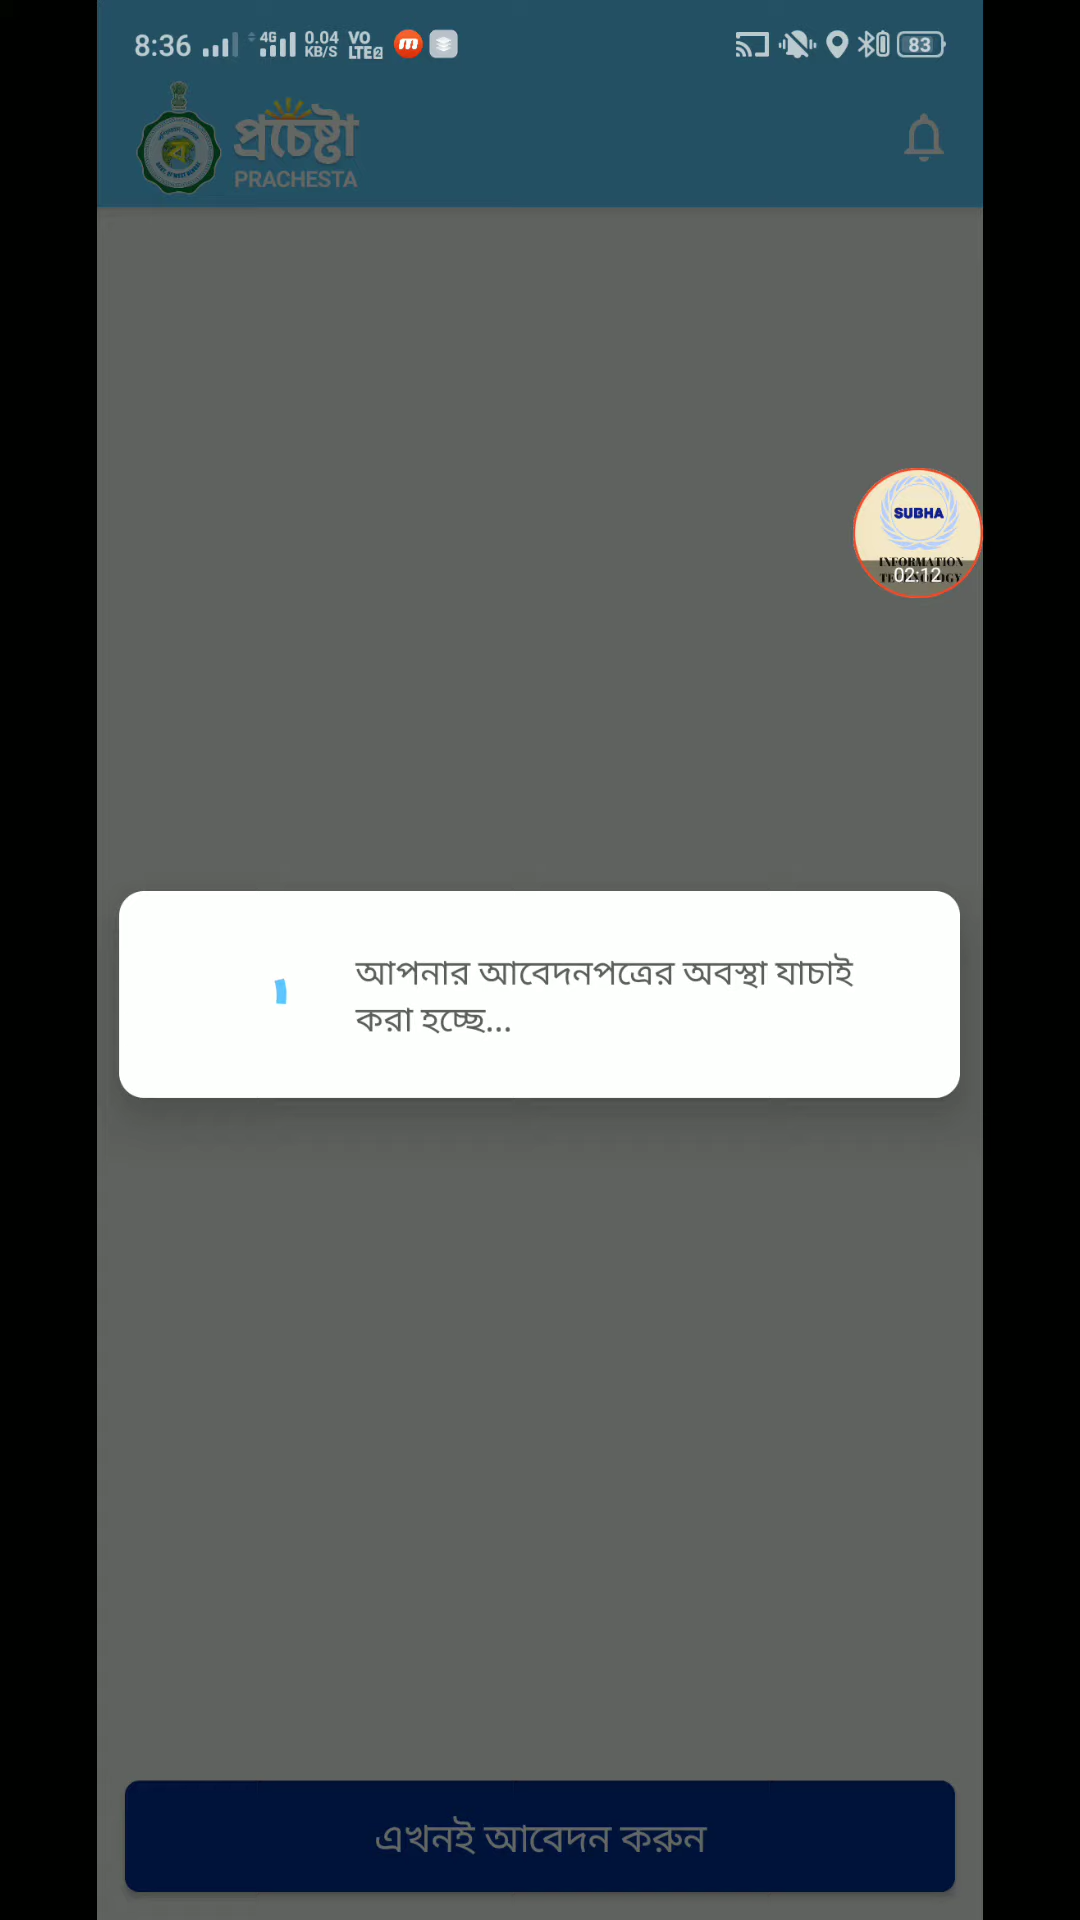 8:36 4G 0.04 KB/S VO LTE2 m 83
প্রচেষ্টা
PRACHESTA
ব
SUBHA
INFORMATION
TECHNOLOGY
02:12
আপনার আবেদনপত্রের অবস্থা যাচাই
করা হচ্ছে...
এখনই আবেদন করুন